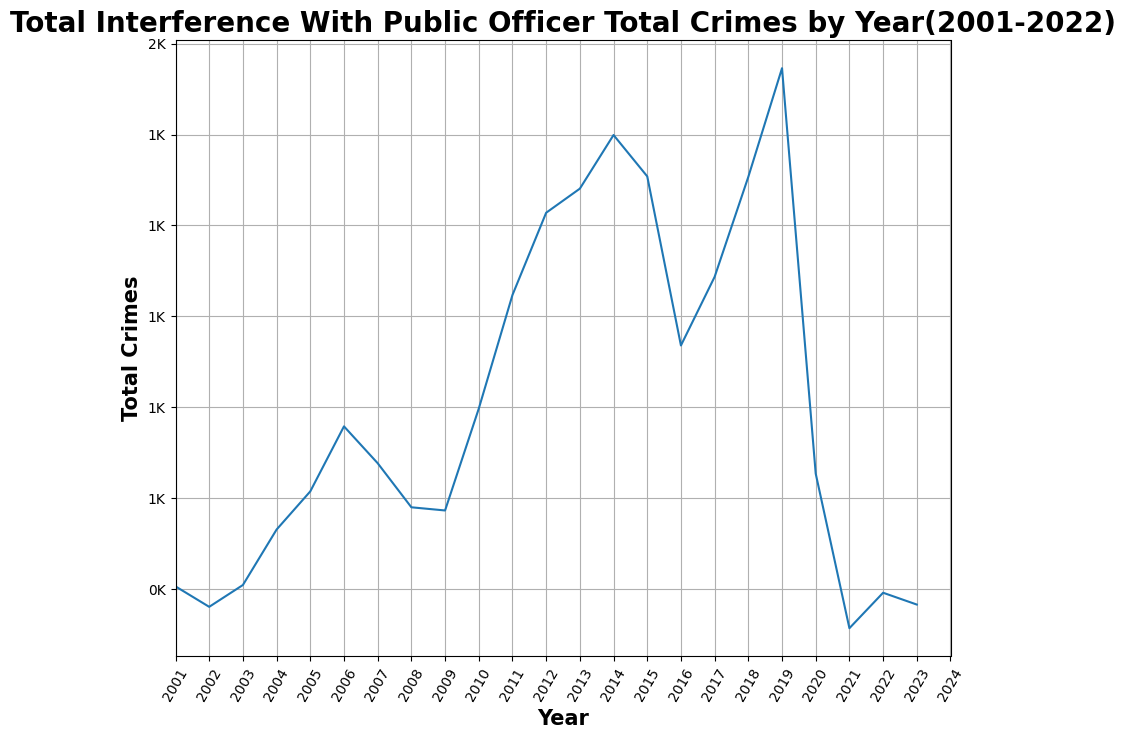 Total Interference With Public Officer Total Crimes by Year(2001-2022)
2K
1K
1K
1K
1K
1K
0K
Total Crimes
2001 2002 2003 2004 2005 2006 2007 2008 2009 2010 2011 2012 2013 2014 2015 2016 2017 2018 2019 2020 2021 2022 2023 2024
Year